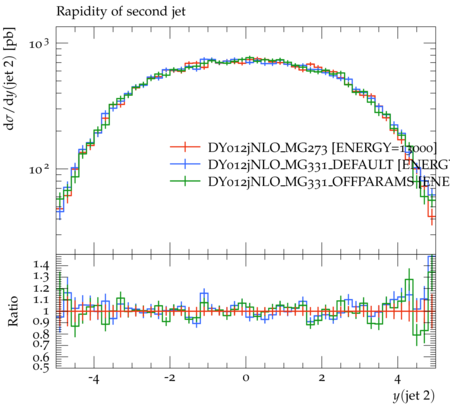 Rapidity of second jet
dσ/dy(jet 2) [pb]
10³
10²
DY012jNLO_MG273 [ENERGY=13000]
DY012jNLO_MG331_DEFAULT [ENERG
DY012jNLO_MG331_OFFPARAMS [ENE
Ratio
1.4
1.3
1.2
1.1
1
0.9
0.8
0.7
0.6
0.5
-4 -2 0 2 4
y(jet 2)